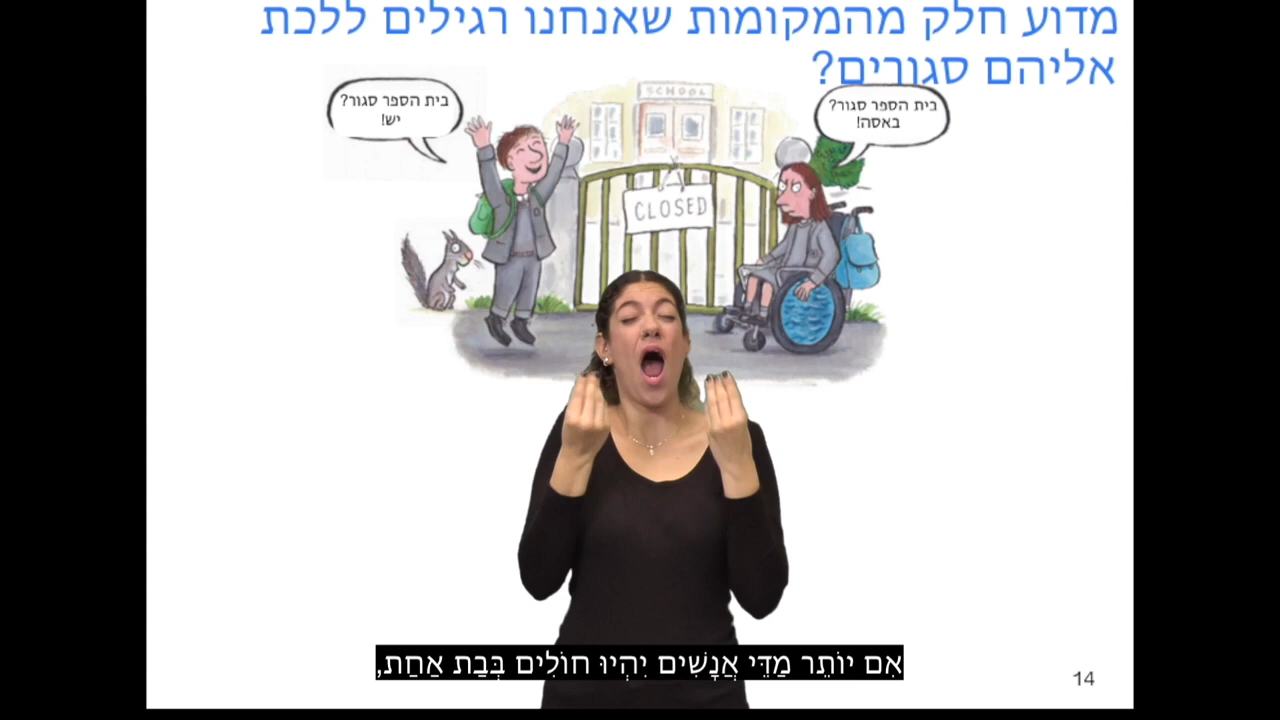 מדוע חלק מהמקומות שאנחנו רגילים ללכת
אליהם סגורים?
בית הספר סגור?
באסה!
בית הספר סגור?
יש!
SCHOOL
CLOSED
אִם יוֹתֵר מַדַּי אֲנָשִׁים יִהְיוּ חוֹלִים בְּבַת אַחַת,
14